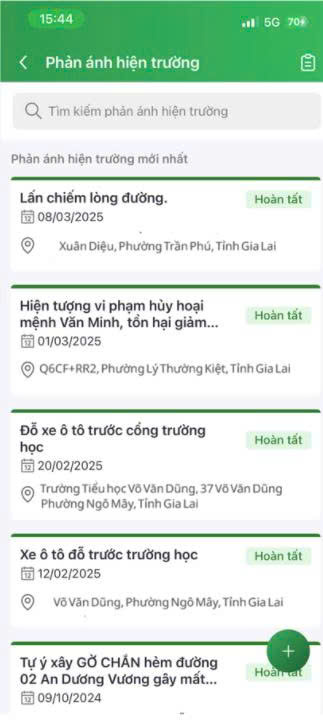 15:44
5G 70
Phản ánh hiện trường
Tìm kiếm phản ánh hiện trường
Phản ánh hiện trường mới nhất
Lấn chiếm lòng đường.
Hoàn tất
08/03/2025
Xuân Diệu, Phường Trần Phú, Tỉnh Gia Lai
Hiện tượng vi phạm hủy hoại
mệnh Văn Minh, tổn hại giảm...
Hoàn tất
01/03/2025
Q6CF+RR2, Phường Lý Thường Kiệt, Tỉnh Gia Lai
Đỗ xe ô tô trước cổng trường
học
Hoàn tất
20/02/2025
Trường Tiểu học Võ Văn Dũng, 37 Võ Văn Dũng
Phường Ngô Mây, Tỉnh Gia Lai
Xe ô tô đỗ trước trường học
Hoàn tất
12/02/2025
Võ Văn Dũng, Phường Ngô Mây, Tỉnh Gia Lai
Tự ý xây GỜ CHẮN hẻm đường
02 An Dương Vương gây mất...
Hoàn tất
09/10/2024